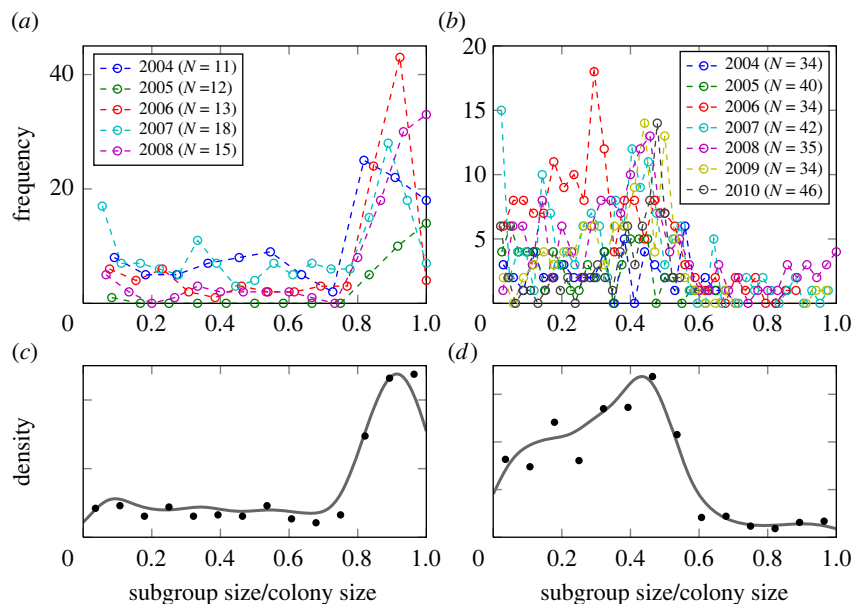 (a)
(b)
frequency
40
20
0
0
0.2
0.4
0.6
0.8
1.0
2004 (N = 11)
2005 (N =12)
2006 (N = 13)
2007 (N = 18)
2008 (N = 15)
20
15
10
5
0
0.2
0.4
0.6
0.8
1.0
2004 (N = 34)
2005 (N = 40)
2006 (N = 34)
2007 (N = 42)
2008 (N = 35)
2009 (N = 34)
2010 (N = 46)
(c)
(d)
density
0
0.2
0.4
0.6
0.8
1.0
subgroup size/colony size
0
0.2
0.4
0.6
0.8
1.0
subgroup size/colony size